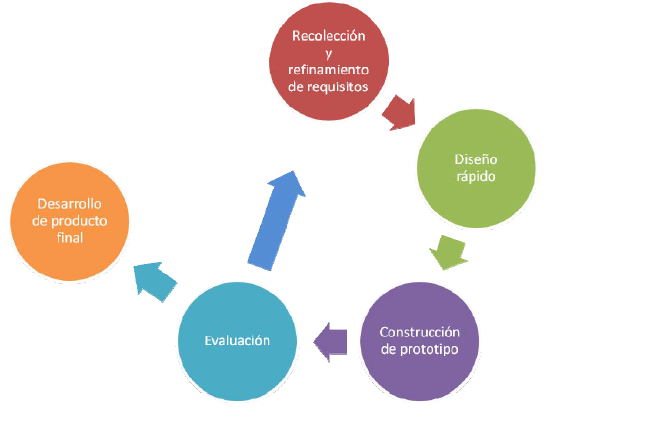 Recolección
y
refinamiento
de requisitos
Diseño
rápido
Construcción
de prototipo
Evaluación
Desarrollo
de producto
final